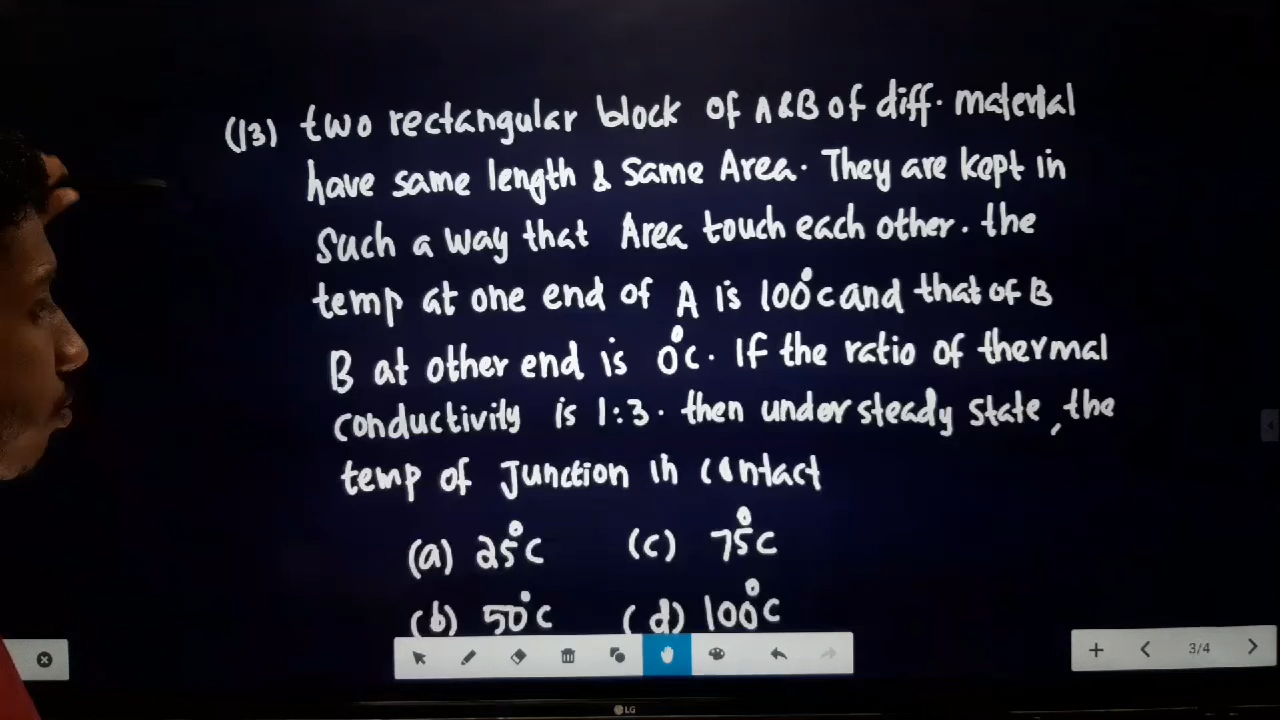 (13) two rectangular block of A & B of diff. material
have same length & same Area. They are kept in
such a way that Area touch each other. the
temp at one end of A is 100°c and that of B
B at other end is 0°c. If the ratio of thermal
conductivity is 1:3. then under steady state, the
temp of Junction in contact
(a) 25°C (c) 75°C
(b) 50°C (d) 100°C
3/4
LG